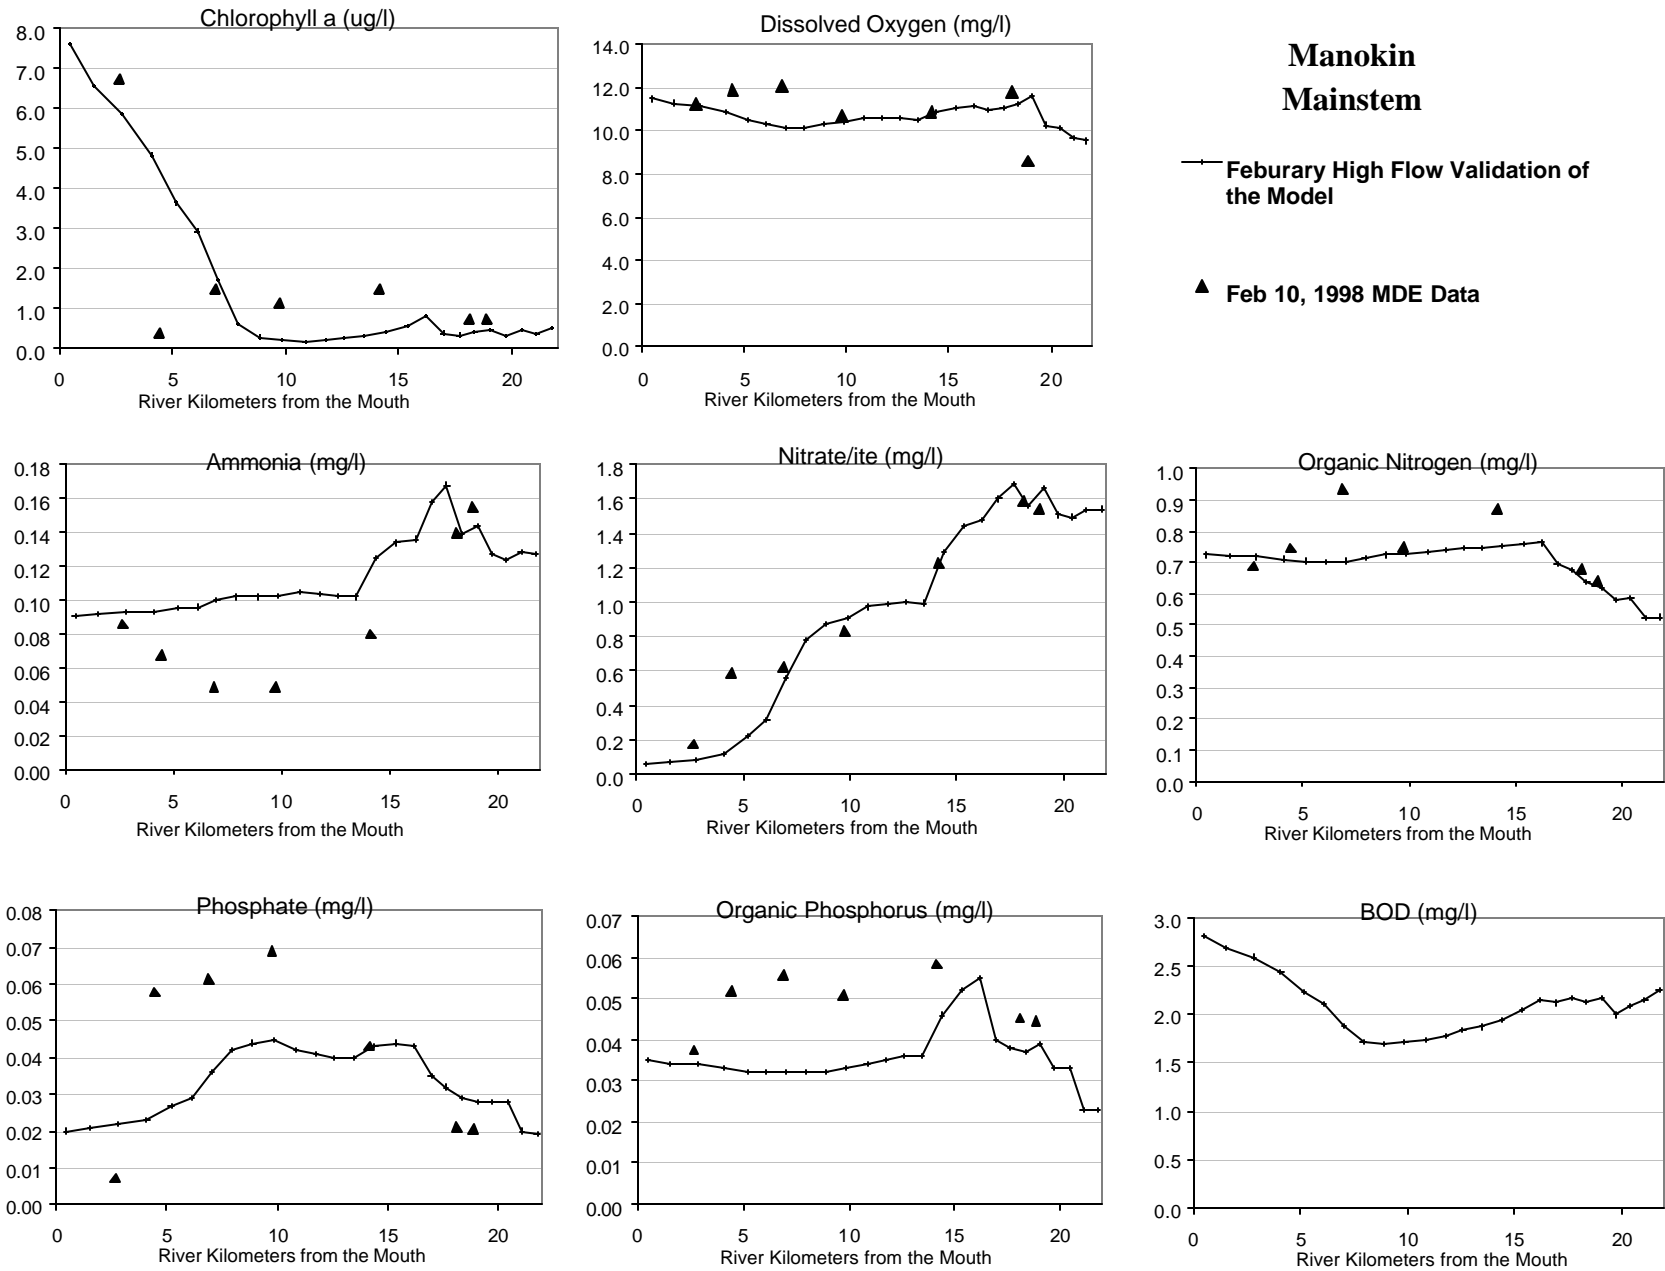 Chlorophyll a (ug/l)
8.0
7.0
6.0
5.0
4.0
3.0
2.0
1.0
0.0
0 5 10 15 20
River Kilometers from the Mouth
Dissolved Oxygen (mg/l)
14.0
12.0
10.0
8.0
6.0
4.0
2.0
0.0
0 5 10 15 20
River Kilometers from the Mouth
Manokin
Mainstem
Feburary High Flow Validation of
the Model
Feb 10, 1998 MDE Data
Ammonia (mg/l)
0.18
0.16
0.14
0.12
0.10
0.08
0.06
0.04
0.02
0.00
0 5 10 15 20
River Kilometers from the Mouth
Nitrate/ite (mg/l)
1.8
1.6
1.4
1.2
1.0
0.8
0.6
0.4
0.2
0.0
0 5 10 15 20
River Kilometers from the Mouth
Organic Nitrogen (mg/l)
1.0
0.9
0.8
0.7
0.6
0.5
0.4
0.3
0.2
0.1
0.0
0 5 10 15 20
River Kilometers from the Mouth
Phosphate (mg/l)
0.08
0.07
0.06
0.05
0.04
0.03
0.02
0.01
0.00
0 5 10 15 20
River Kilometers from the Mouth
Organic Phosphorus (mg/l)
0.07
0.06
0.05
0.04
0.03
0.02
0.01
0.00
0 5 10 15 20
River Kilometers from the Mouth
BOD (mg/l)
3.0
2.5
2.0
1.5
1.0
0.5
0.0
0 5 10 15 20
River Kilometers from the Mouth